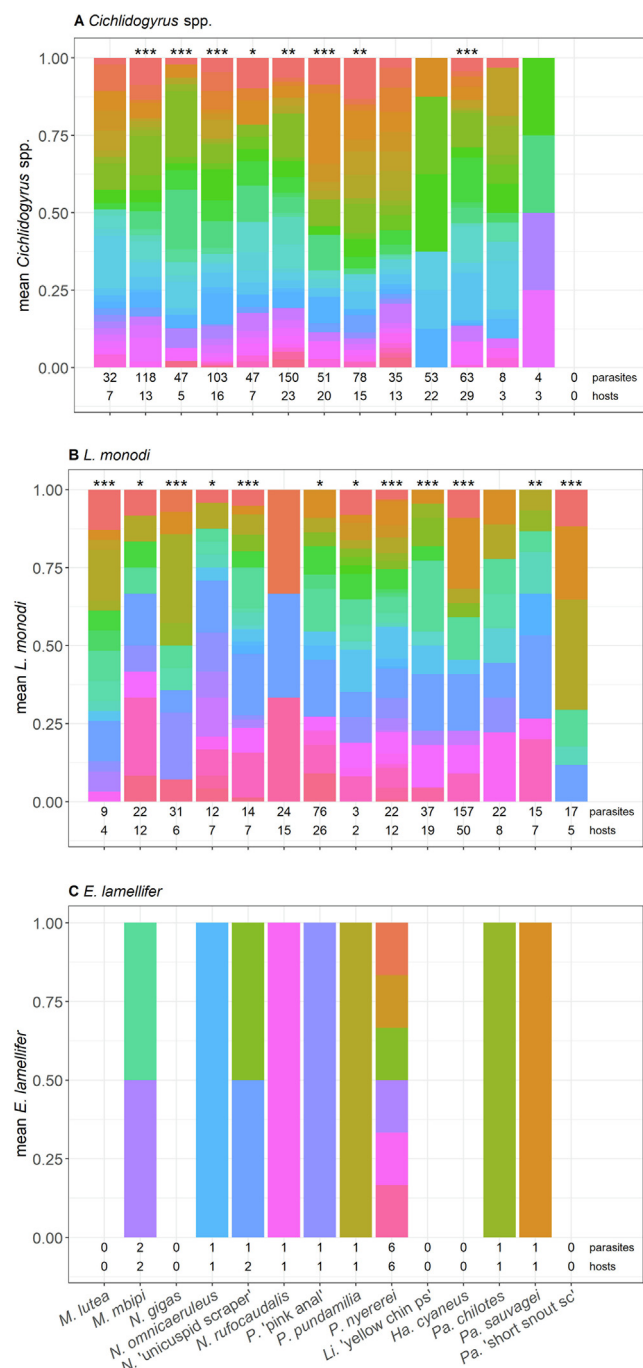 A Cichlidogyrus spp.
*** *** *** * ** *** ** ***
mean Cichlidogyrus spp.
1.00
0.75
0.50
0.25
0.00
32 118 47 103 47 150 51 78 35 53 63 8 4 0 parasites
7 13 5 16 7 23 20 15 13 22 29 3 3 0 hosts
B L. monodi
*** * *** * *** * * *** *** *** ** ***
mean L. monodi
1.00
0.75
0.50
0.25
0.00
9 22 31 12 14 24 76 3 22 37 157 22 15 17 parasites
4 12 6 7 7 15 26 2 12 19 50 8 7 5 hosts
C E. lamellifer
mean E. lamellifer
1.00
0.75
0.50
0.25
0.00
0 2 0 1 1 1 1 1 6 0 0 1 1 0 parasites
0 2 0 1 2 1 1 1 6 0 0 1 1 0 hosts
M. lutea
M. mbipi
N. gigas
N. omnicaeruleus
N. 'unicuspid scraper'
N. rufocaudalis
P. 'pink anal'
P. pundamilia
P. nyererei
Li. 'yellow chin ps'
Ha. cyaneus
Pa. chilotes
Pa. sauvagei
Pa. 'short snout sc'